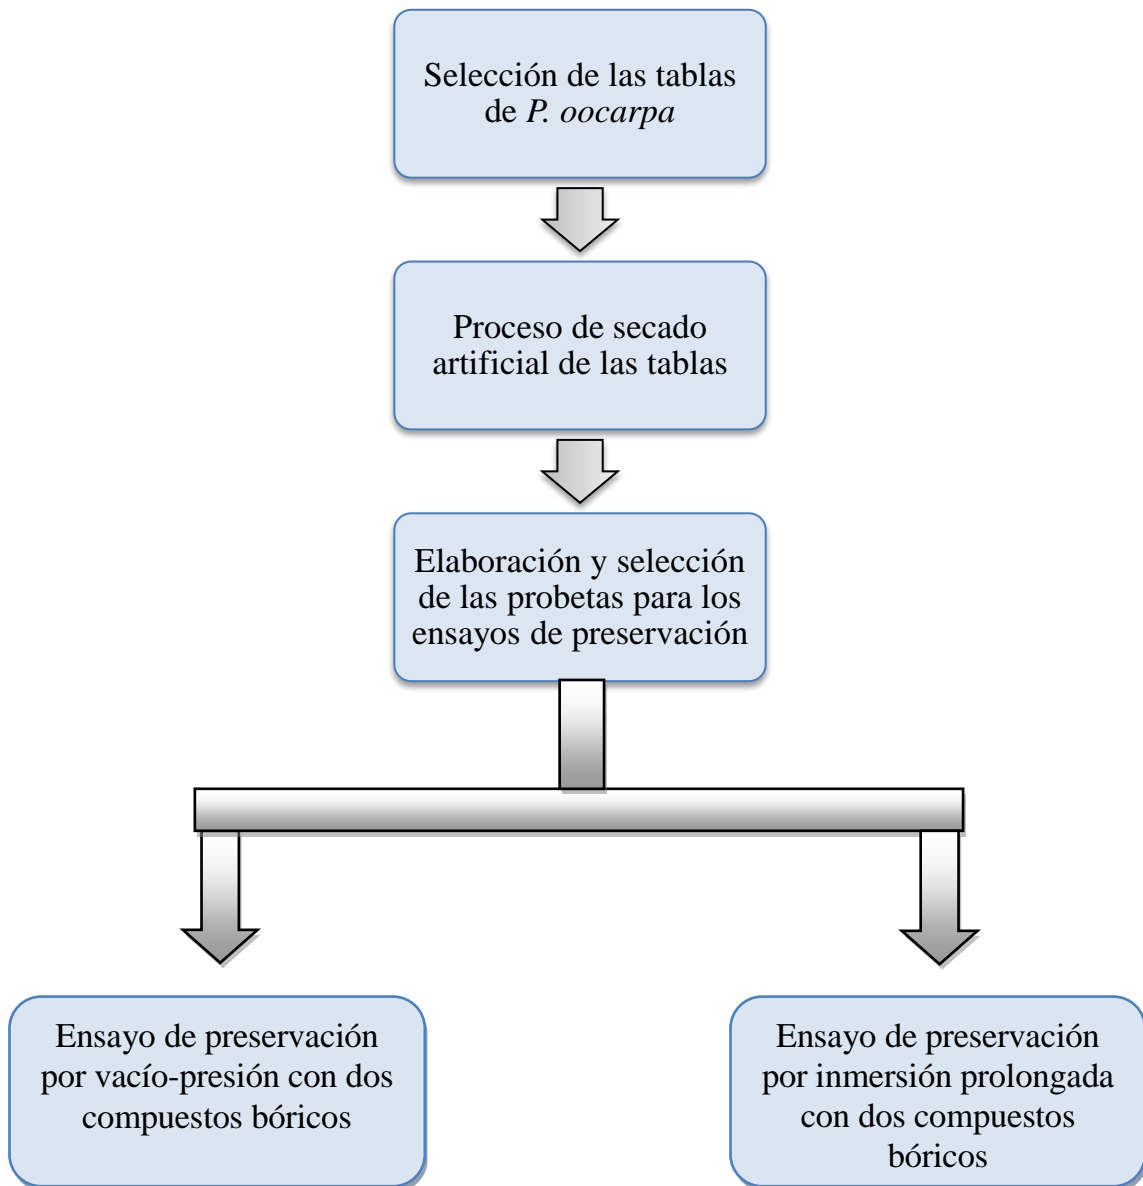 Selección de las tablas
de P. oocarpa
Proceso de secado
artificial de las tablas
Elaboración y selección
de las probetas para los
ensayos de preservación
Ensayo de preservación
por vacío-presión con dos
compuestos bóricos
Ensayo de preservación
por inmersión prolongada
con dos compuestos
bóricos